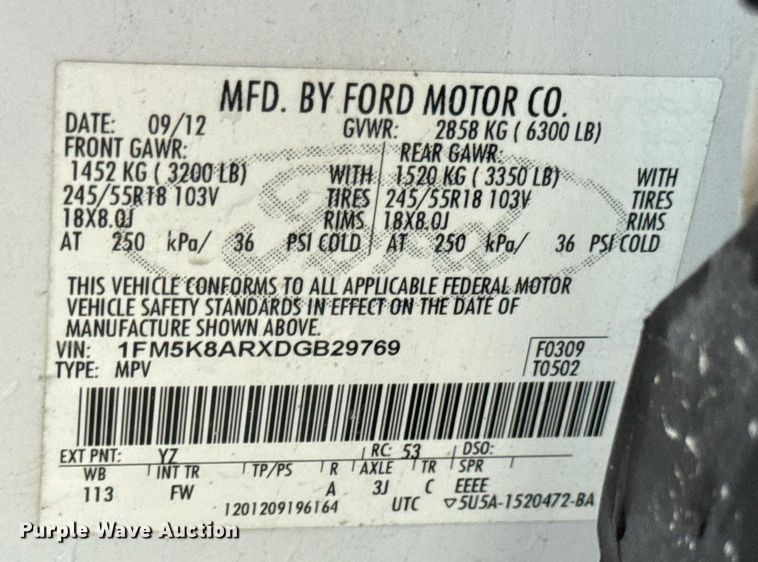 MFD. BY FORD MOTOR CO.
DATE: 09/12 GVWR: 2858 KG ( 6300 LB)
FRONT GAWR: REAR GAWR:
1452 KG ( 3200 LB) WITH 1520 KG ( 3350 LB) WITH
245/55R18 103V TIRES 245/55R18 103V TIRES
18X8.0J RIMS 18X8.0J RIMS
AT 250 kPa/ 36 PSI COLD AT 250 kPa/ 36 PSI COLD
THIS VEHICLE CONFORMS TO ALL APPLICABLE FEDERAL MOTOR
VEHICLE SAFETY STANDARDS IN EFFECT ON THE DATE OF
MANUFACTURE SHOWN ABOVE.
VIN: 1FM5K8ARXDGB29769 F0309
TYPE: MPV T0502
EXT PNT: YZ RC: 53 DSO:
WB INT TR TP/PS R AXLE TR SPR
113 FW A 3J C EEEE
1201209196164 UTC ▽5U5A-1520472-BA
Purple Wave Auction